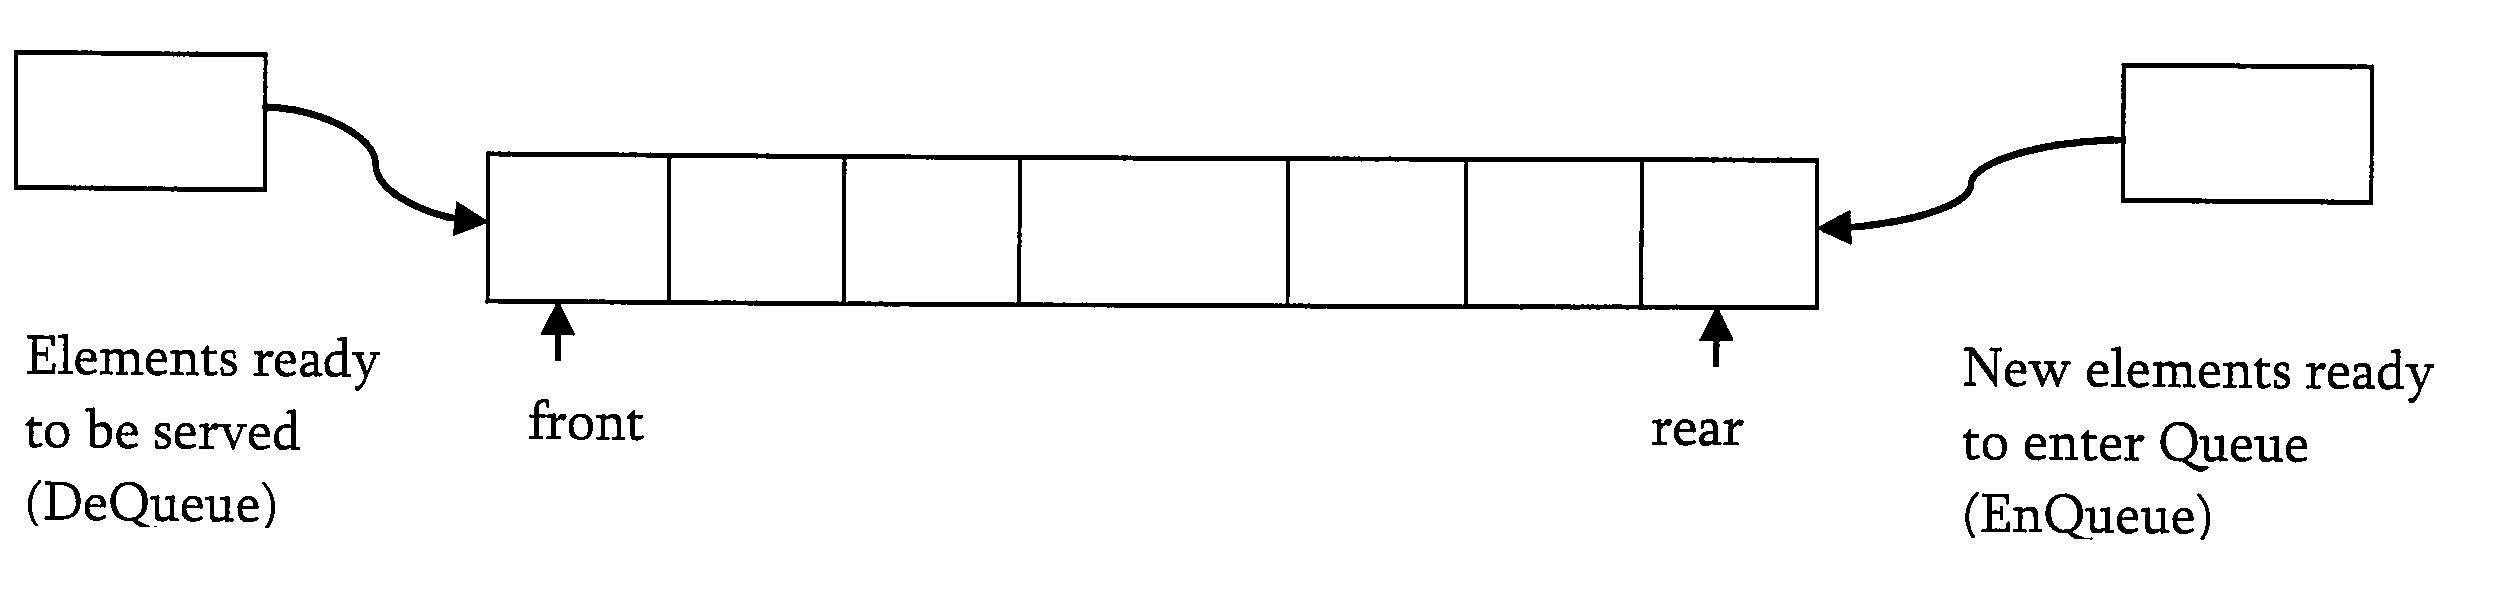 Elements ready
to be served
(DeQueue)
front
rear
New elements ready
to enter Queue
(EnQueue)